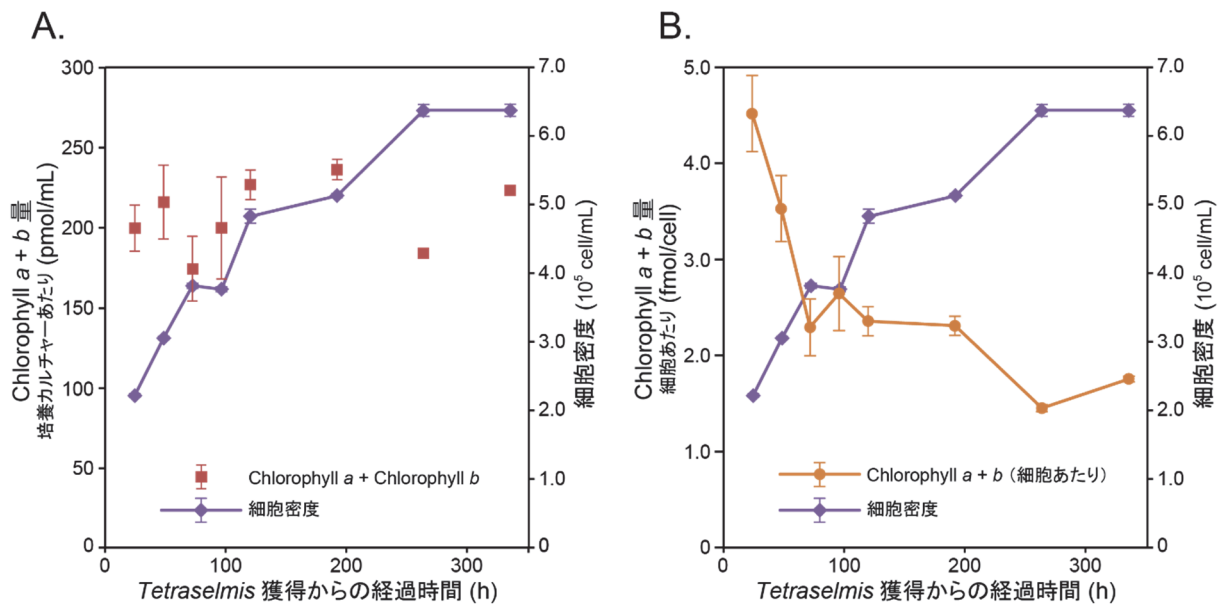 A.
Chlorophyll a + b 量
培養カルチャーあたり (pmol/mL)
300
250
200
150
100
50
0
7.0
6.0
5.0
4.0
3.0
2.0
1.0
0
細胞密度 (10⁵ cell/mL)
Chlorophyll a + Chlorophyll b
細胞密度
0
100
200
300
Tetraselmis 獲得からの経過時間 (h)
B.
Chlorophyll a + b 量
細胞あたり (fmol/cell)
5.0
4.0
3.0
2.0
1.0
0
7.0
6.0
5.0
4.0
3.0
2.0
1.0
0
細胞密度 (10⁵ cell/mL)
Chlorophyll a + b（細胞あたり）
細胞密度
0
100
200
300
Tetraselmis 獲得からの経過時間 (h)